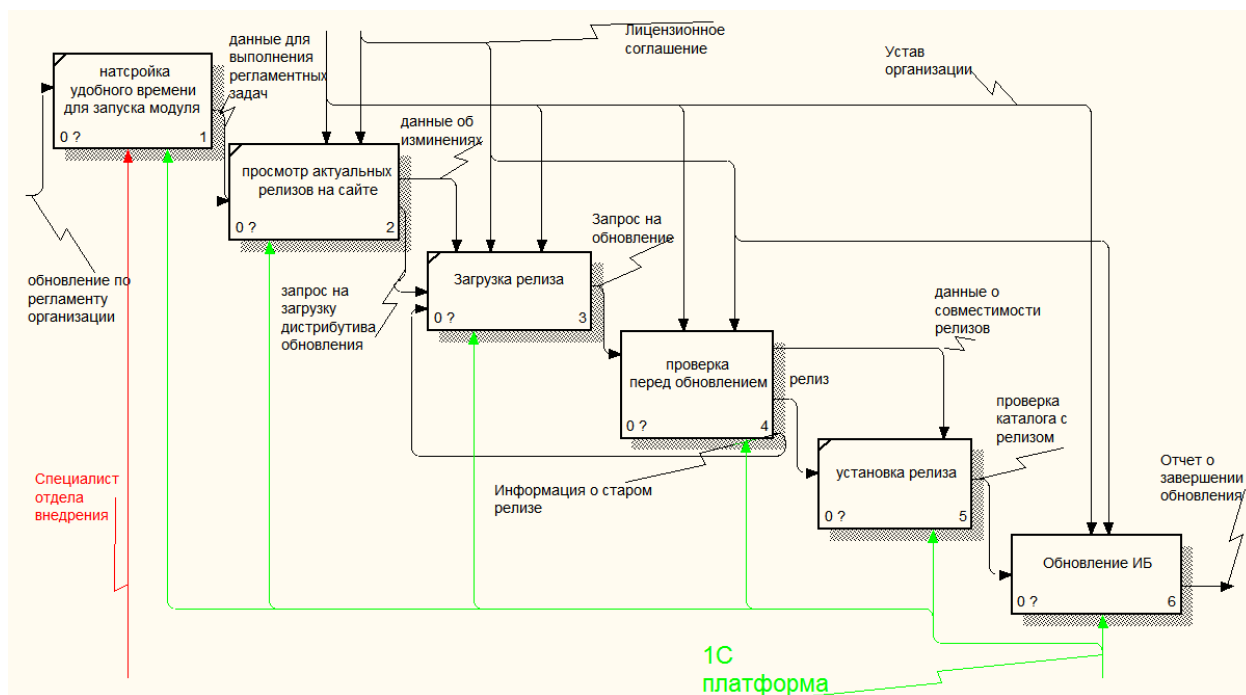 Лицензионное
соглашение
данные для
выполнения
регламентных
задач
Устав
организации
натсройка
удобного времени
для запуска модуля
0 ? 1
данные об
изминениях
просмотр актуальных
релизов на сайте
0 ? 2
Запрос на
обновление
обновление по
регламенту
организации
запрос на
загрузку
дистрибутива
обновления
Загрузка релиза
0 ? 3
данные о
совместимости
релизов
проверка
перед обновлением
0 ? 4
релиз
проверка
каталога с
релизом
Специалист
отдела
внедрения
Информация о старом
релизе
установка релиза
0 ? 5
Отчет о
завершении
обновления
Обновление ИБ
0 ? 6
1С
платформа